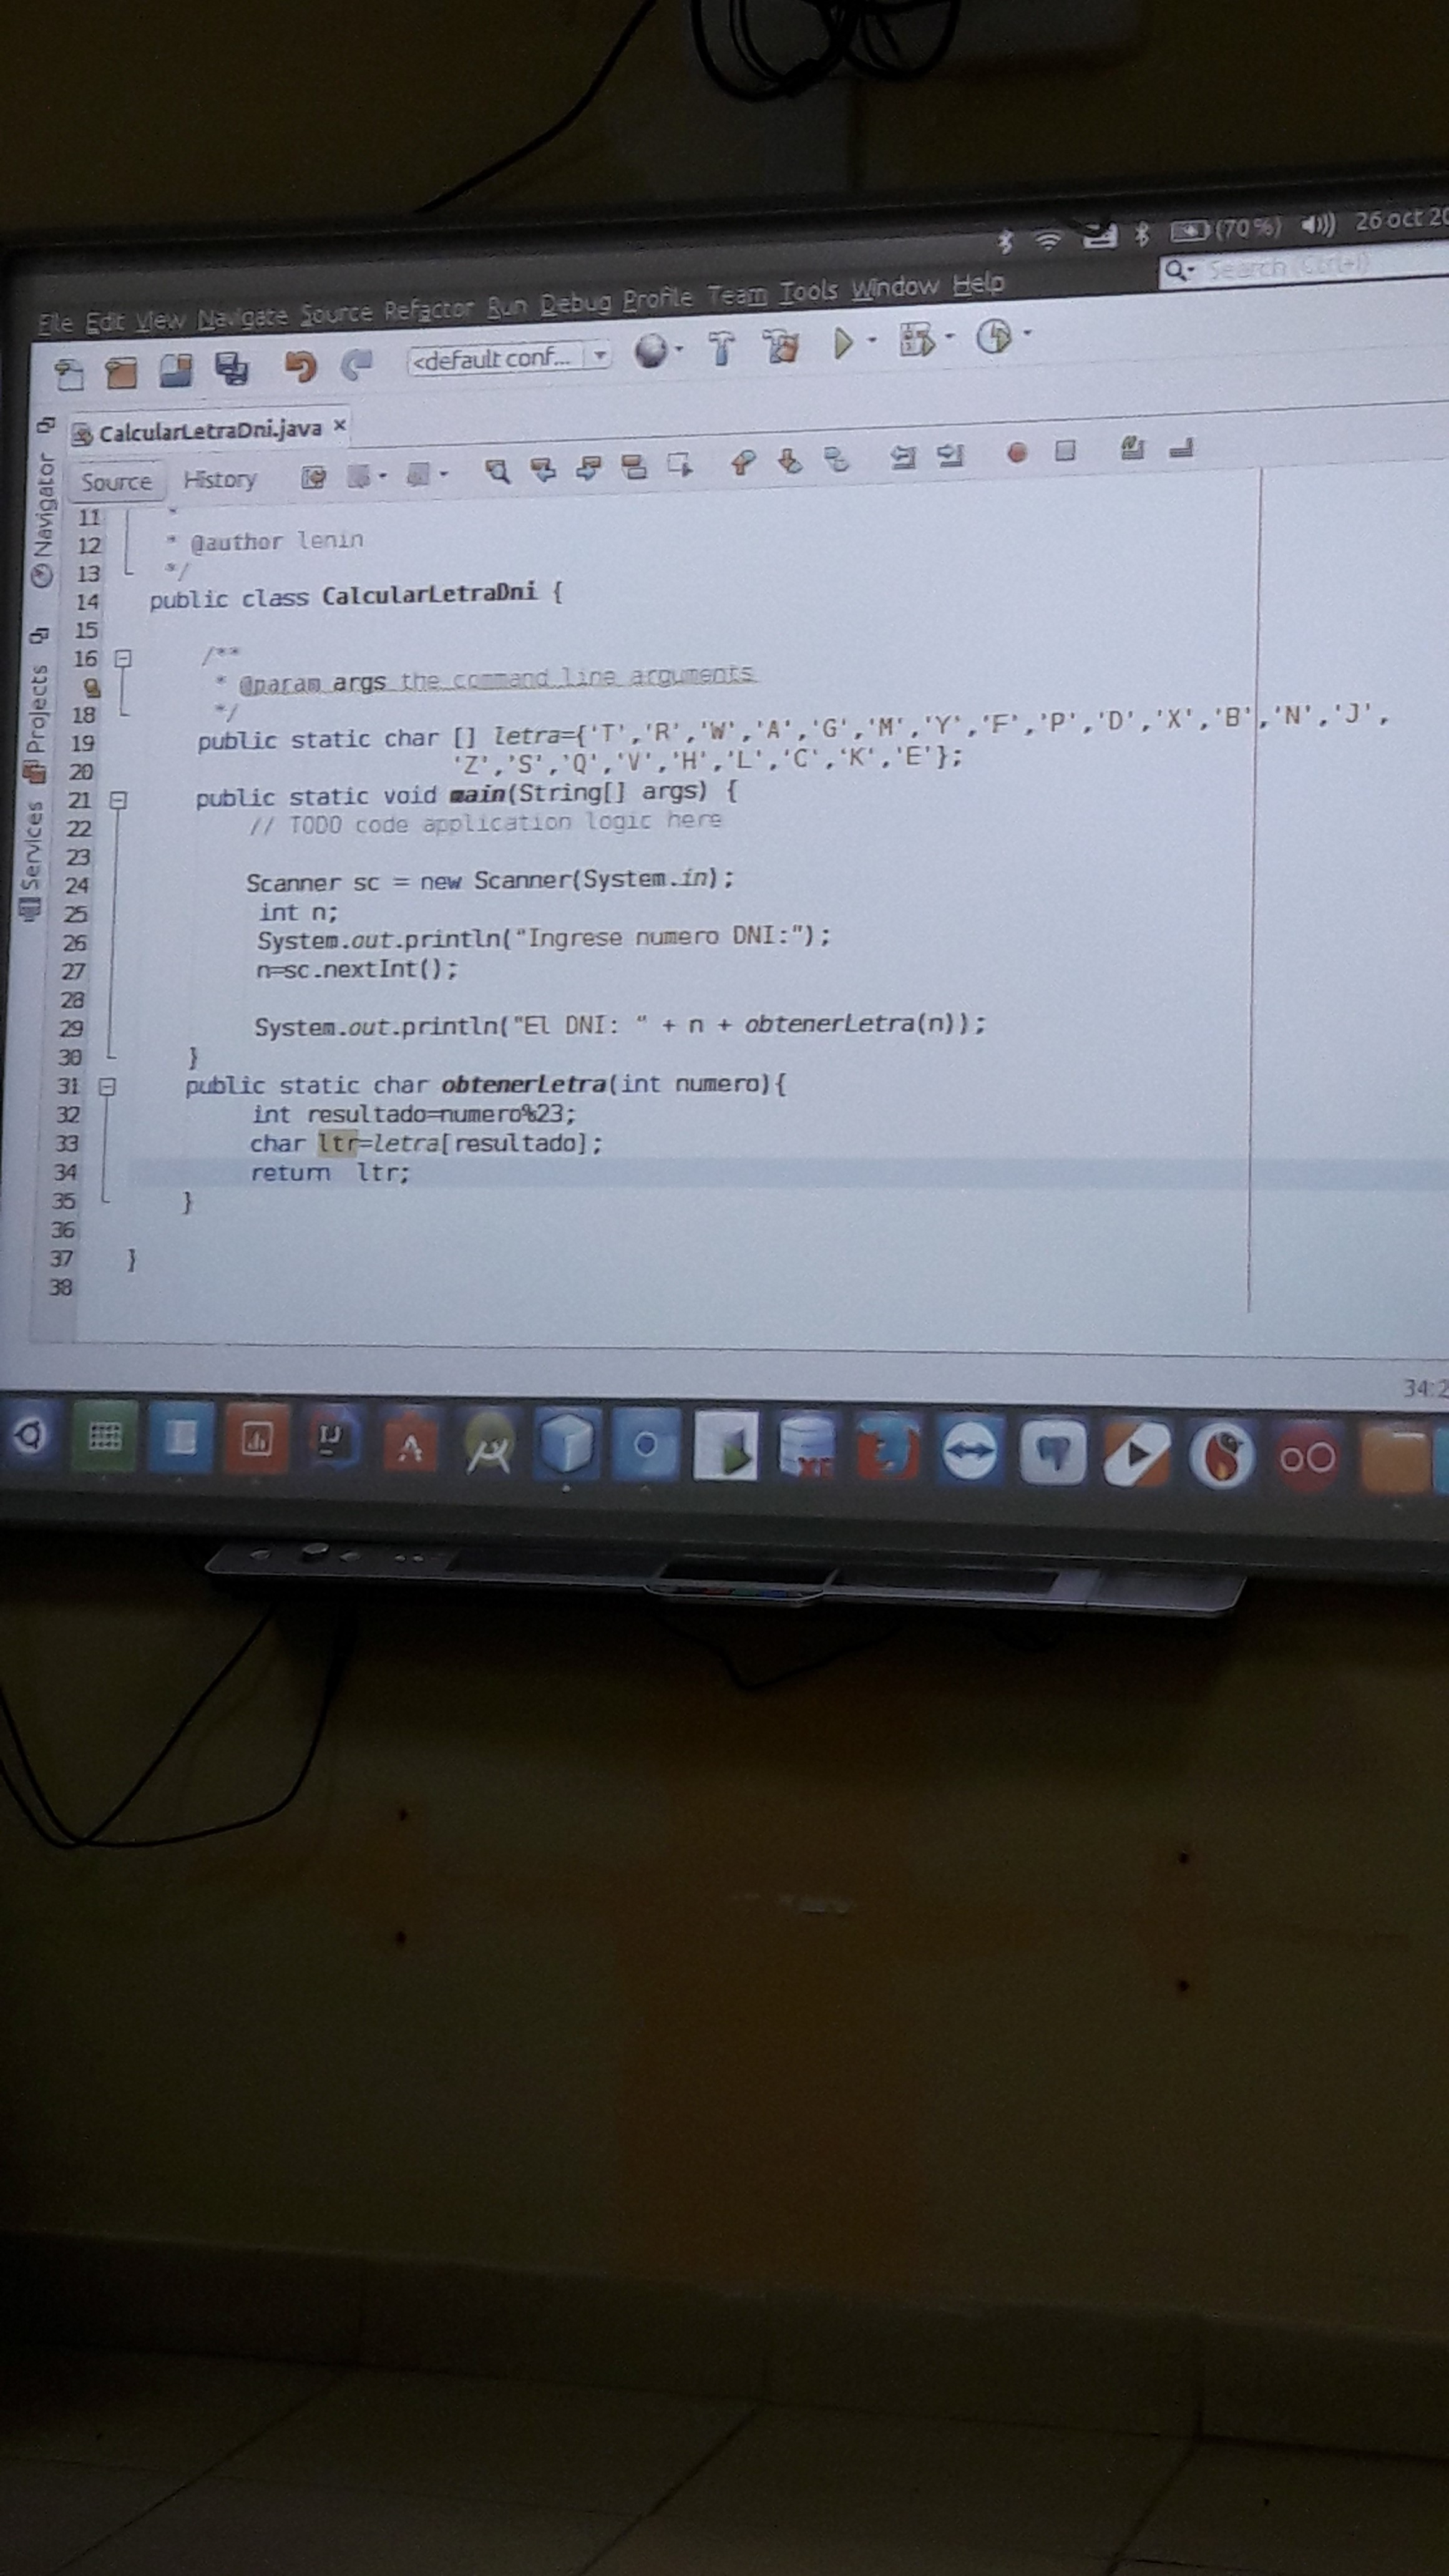 (70%) 26 oct 20
File Edit View Navigate Source Refactor Run Debug Profile Team Tools Window Help
Search (Ctrl+I)
<default conf...
CalcularLetraDni.java ×
Source History
Navigator
Projects
Services
11 *
12 * @author lenin
13 */
14 public class CalcularLetraDni {
15
16 /**
* @param args the command line arguments
18 */
19 public static char [] letra={'T','R','W','A','G','M','Y','F','P','D','X','B','N','J',
20 'Z','S','Q','V','H','L','C','K','E'};
21 public static void main(String[] args) {
22 // TODO code application logic here
23
24 Scanner sc = new Scanner(System.in);
25 int n;
26 System.out.println("Ingrese numero DNI:");
27 n=sc.nextInt();
28
29 System.out.println("El DNI: " + n + obtenerLetra(n));
30 }
31 public static char obtenerLetra(int numero){
32 int resultado=numero%23;
33 char ltr=letra[resultado];
34 return ltr;
35 }
36
37 }
38
34:2
IJ
A
XE